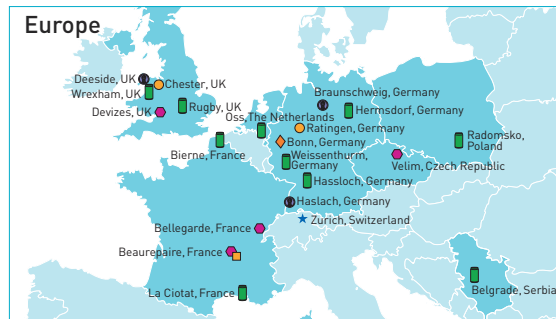 Europe
Deeside, UK
Chester, UK
Wrexham, UK
Devizes, UK
Rugby, UK
Braunschweig, Germany
Hermsdorf, Germany
Oss, The Netherlands
Ratingen, Germany
Bonn, Germany
Radomsko,
Poland
Bierne, France
Weissenthurm,
Germany
Velim, Czech Republic
Hassloch, Germany
Haslach, Germany
Zurich, Switzerland
Bellegarde, France
Beaurepaire, France
La Ciotat, France
Belgrade, Serbia